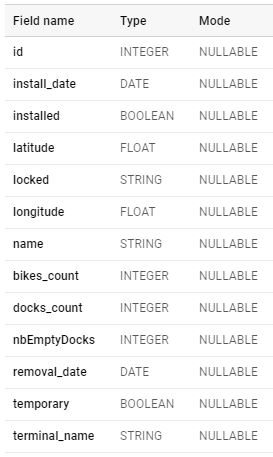 Field name Type Mode
id INTEGER NULLABLE
install_date DATE NULLABLE
installed BOOLEAN NULLABLE
latitude FLOAT NULLABLE
locked STRING NULLABLE
longitude FLOAT NULLABLE
name STRING NULLABLE
bikes_count INTEGER NULLABLE
docks_count INTEGER NULLABLE
nbEmptyDocks INTEGER NULLABLE
removal_date DATE NULLABLE
temporary BOOLEAN NULLABLE
terminal_name STRING NULLABLE